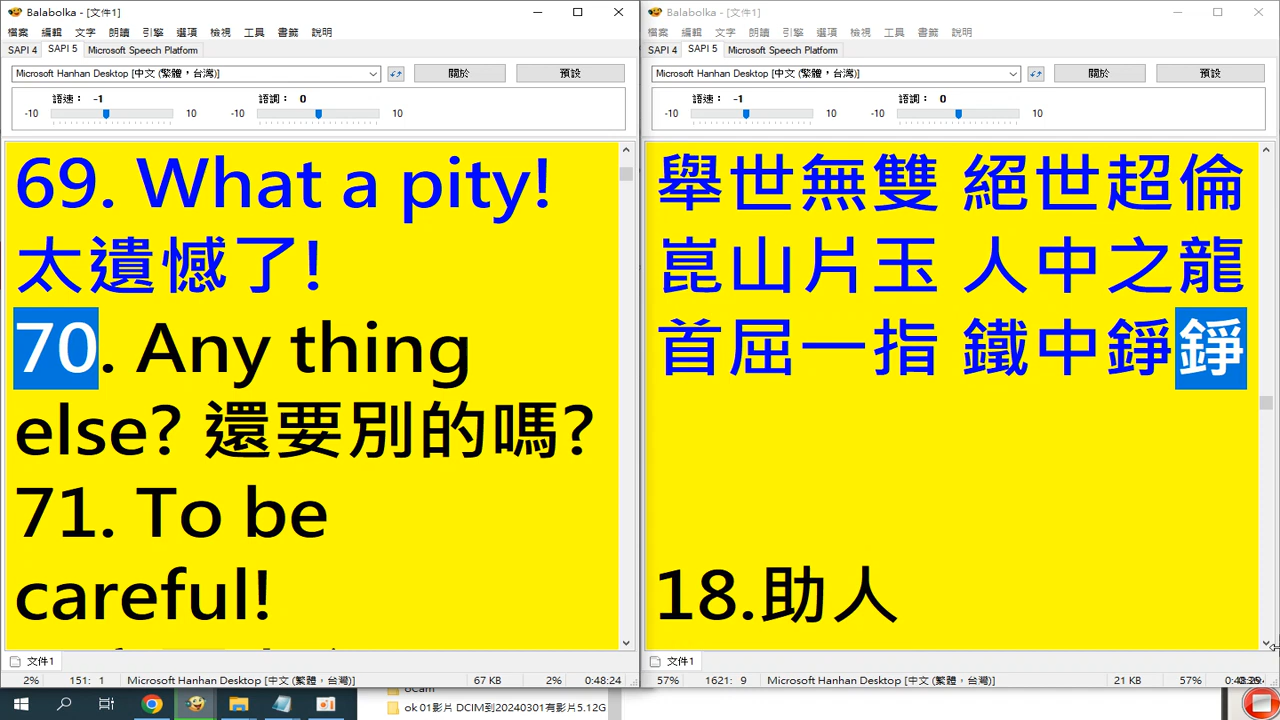 Balabolka - [文件1]
檔案 編輯 文字 朗讀 引擎 選項 檢視 工具 書籤 說明
SAPI 4 SAPI 5 Microsoft Speech Platform
Microsoft Hanhan Desktop [中文 (繁體，台灣)] 關於 預設
語速： -1 語調： 0
-10 10 -10 10
69. What a pity!
太遺憾了!
70. Any thing
else? 還要別的嗎?
71. To be
careful!
文件1
2% 151: 1 Microsoft Hanhan Desktop [中文 (繁體，台灣)] 67 KB 2% 0:48:24
Balabolka - [文件1]
檔案 編輯 文字 朗讀 引擎 選項 檢視 工具 書籤 說明
SAPI 4 SAPI 5 Microsoft Speech Platform
Microsoft Hanhan Desktop [中文 (繁體，台灣)] 關於 預設
語速： -1 語調： 0
-10 10 -10 10
舉世無雙 絕世超倫
崑山片玉 人中之龍
首屈一指 鐵中錚錚
18.助人
文件1
57% 1621: 9 Microsoft Hanhan Desktop [中文 (繁體，台灣)] 21 KB 57%
oCam
ok 01影片 DCIM到20240301有影片5.12G